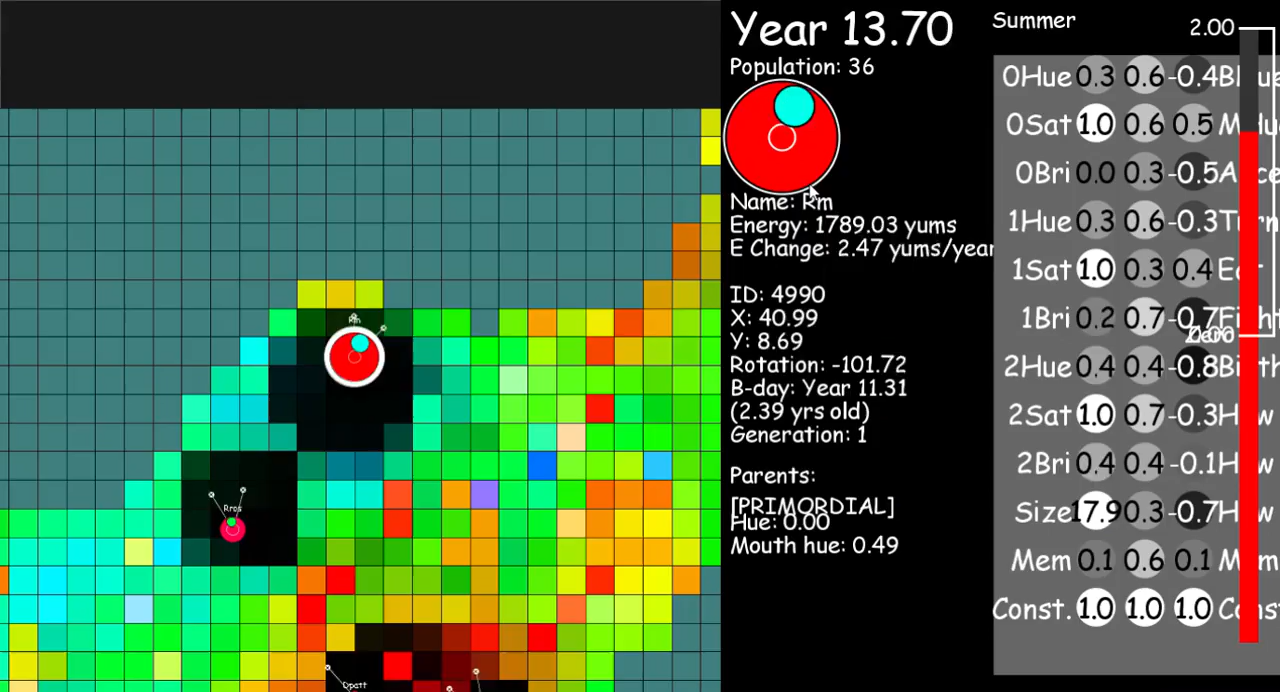 Year 13.70
Population: 36
Name: Rm
Energy: 1789.03 yums
E Change: 2.47 yums/year
ID: 4990
X: 40.99
Y: 8.69
Rotation: -101.72
B-day: Year 11.31
(2.39 yrs old)
Generation: 1
Parents:
[PRIMORDIAL]
Hue: 0.00
Mouth hue: 0.49
Summer
2.00
0Hue 0.3 0.6 -0.4
0Sat 1.0 0.6 0.5
0Bri 0.0 0.3 -0.5
1Hue 0.3 0.6 -0.3
1Sat 1.0 0.3 0.4
1Bri 0.2 0.7 -0.7
Zero
2Hue 0.4 0.4 -0.8
2Sat 1.0 0.7 -0.3
2Bri 0.4 0.4 -0.1
Size 17.9 0.3 -0.7
Mem 0.1 0.6 0.1
Const. 1.0 1.0 1.0
Rm
Rros
Dpatt